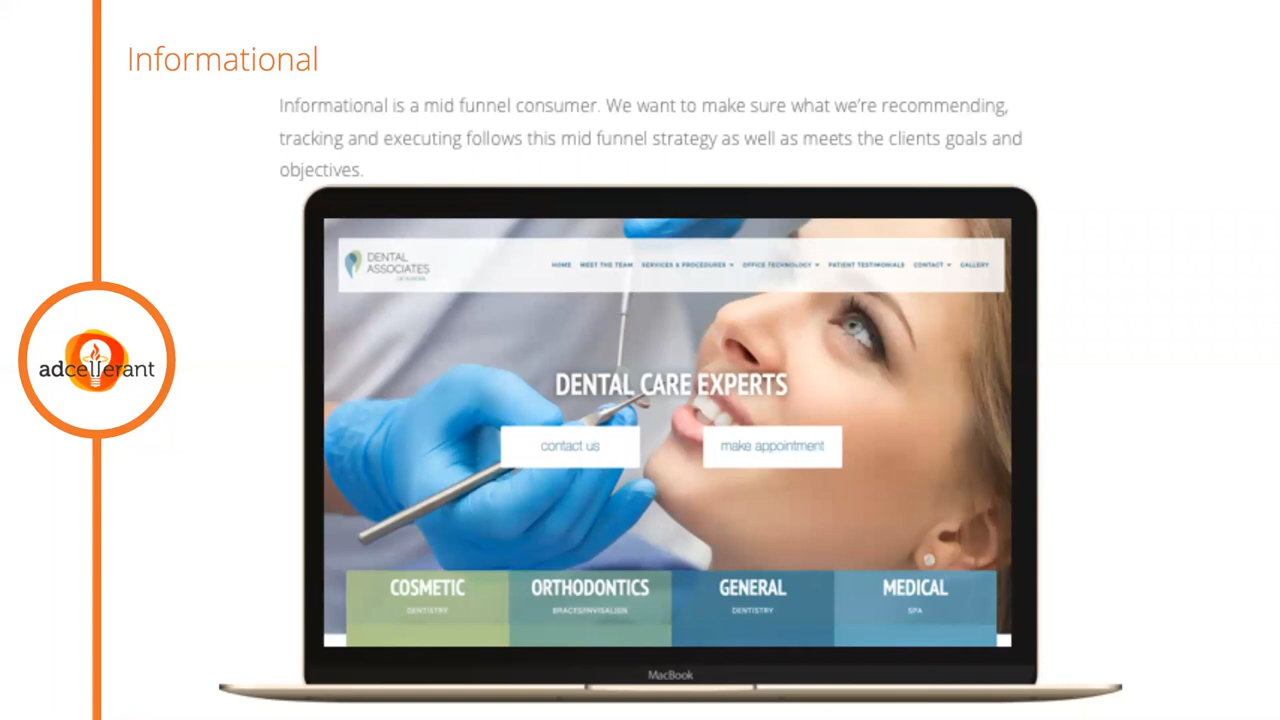 Informational
Informational is a mid funnel consumer. We want to make sure what we're recommending,
tracking and executing follows this mid funnel strategy as well as meets the clients goals and
objectives.
DENTAL
ASSOCIATES
HOME MEET THE TEAM SERVICES & PROCEDURES OFFICE TECHNOLOGY PATIENT TESTIMONIALS CONTACT GALLERY
adcellerant
DENTAL CARE EXPERTS
contact us make appointment
COSMETIC ORTHODONTICS GENERAL MEDICAL
DENTISTRY BRACES/INVISALIGN DENTISTRY SPA
MacBook